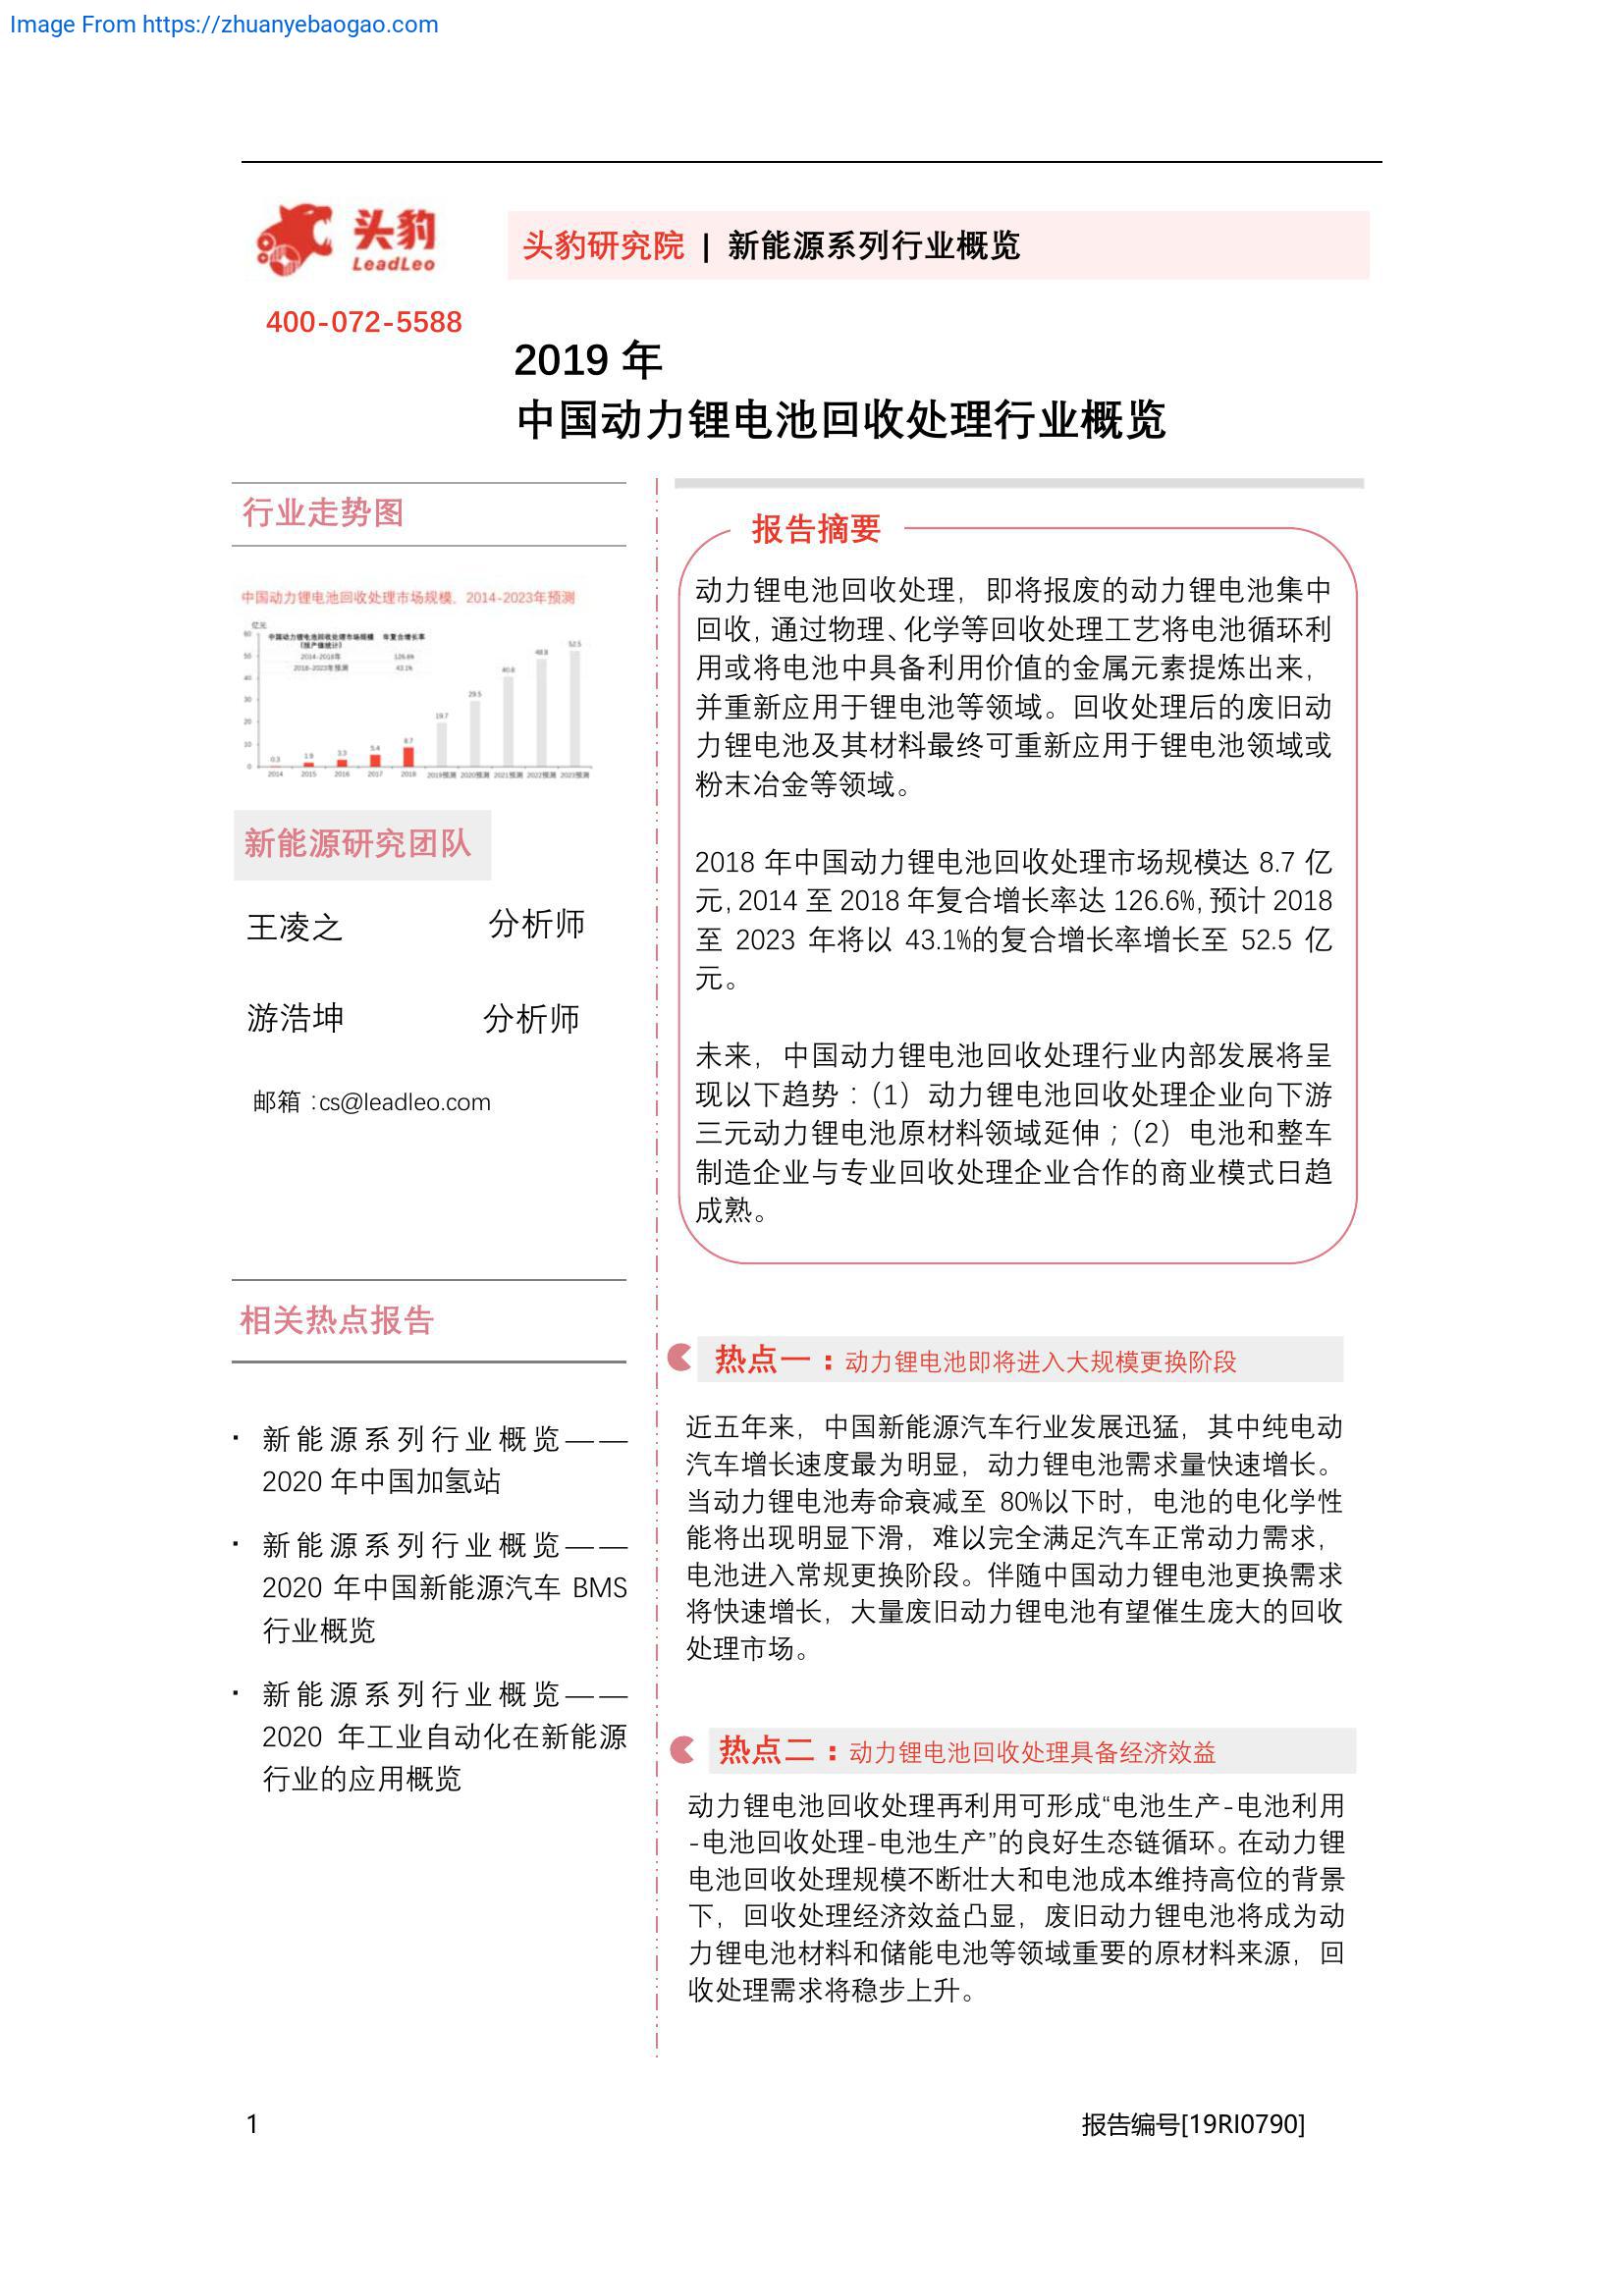 Image From https://zhuanyebaogao.com
头豹
LeadLeo
400-072-5588
头豹研究院 | 新能源系列行业概览
2019 年
中国动力锂电池回收处理行业概览
行业走势图
中国动力锂电池回收处理市场规模，2014-2023年预测
亿元
中国动力锂电池回收处理市场规模 年复合增长率
（按产值统计）
2014-2018年 126.6%
2018-2023年预测 43.1%
60
50
40
30
20
10
0
0.3 1.9 3.3 5.4 8.7 19.7 29.5 40.8 48.8 52.5
2014 2015 2016 2017 2018 2019预测 2020预测 2021预测 2022预测 2023预测
新能源研究团队
王凌之 分析师
游浩坤 分析师
邮箱：cs@leadleo.com
相关热点报告
· 新能源系列行业概览——
2020 年中国加氢站
· 新能源系列行业概览——
2020 年中国新能源汽车 BMS
行业概览
· 新能源系列行业概览——
2020 年工业自动化在新能源
行业的应用概览
报告摘要
动力锂电池回收处理，即将报废的动力锂电池集中
回收，通过物理、化学等回收处理工艺将电池循环利
用或将电池中具备利用价值的金属元素提炼出来，
并重新应用于锂电池等领域。回收处理后的废旧动
力锂电池及其材料最终可重新应用于锂电池领域或
粉末冶金等领域。
2018 年中国动力锂电池回收处理市场规模达 8.7 亿
元，2014 至 2018 年复合增长率达 126.6%，预计 2018
至 2023 年将以 43.1%的复合增长率增长至 52.5 亿
元。
未来，中国动力锂电池回收处理行业内部发展将呈
现以下趋势：（1）动力锂电池回收处理企业向下游
三元动力锂电池原材料领域延伸；（2）电池和整车
制造企业与专业回收处理企业合作的商业模式日趋
成熟。
热点一：动力锂电池即将进入大规模更换阶段
近五年来，中国新能源汽车行业发展迅猛，其中纯电动
汽车增长速度最为明显，动力锂电池需求量快速增长。
当动力锂电池寿命衰减至 80%以下时，电池的电化学性
能将出现明显下滑，难以完全满足汽车正常动力需求，
电池进入常规更换阶段。伴随中国动力锂电池更换需求
将快速增长，大量废旧动力锂电池有望催生庞大的回收
处理市场。
热点二：动力锂电池回收处理具备经济效益
动力锂电池回收处理再利用可形成“电池生产-电池利用
-电池回收处理-电池生产”的良好生态链循环。在动力锂
电池回收处理规模不断壮大和电池成本维持高位的背景
下，回收处理经济效益凸显，废旧动力锂电池将成为动
力锂电池材料和储能电池等领域重要的原材料来源，回
收处理需求将稳步上升。
1
报告编号[19RI0790]